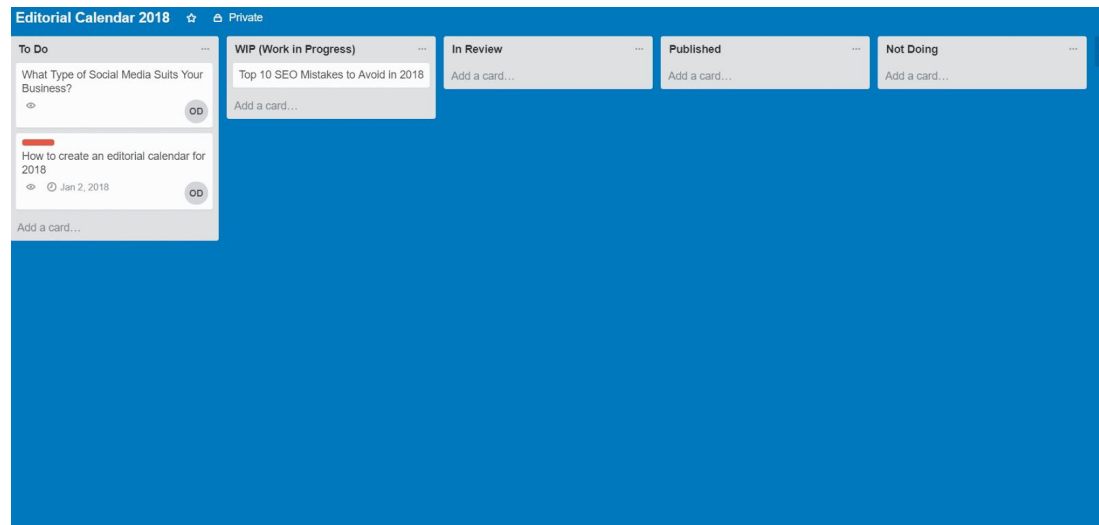 Editorial Calendar 2018
Private
To Do
What Type of Social Media Suits Your
Business?
OD
How to create an editorial calendar for
2018
Jan 2, 2018
OD
Add a card…
WIP (Work in Progress)
Top 10 SEO Mistakes to Avoid in 2018
Add a card…
In Review
Add a card…
Published
Add a card…
Not Doing
Add a card…